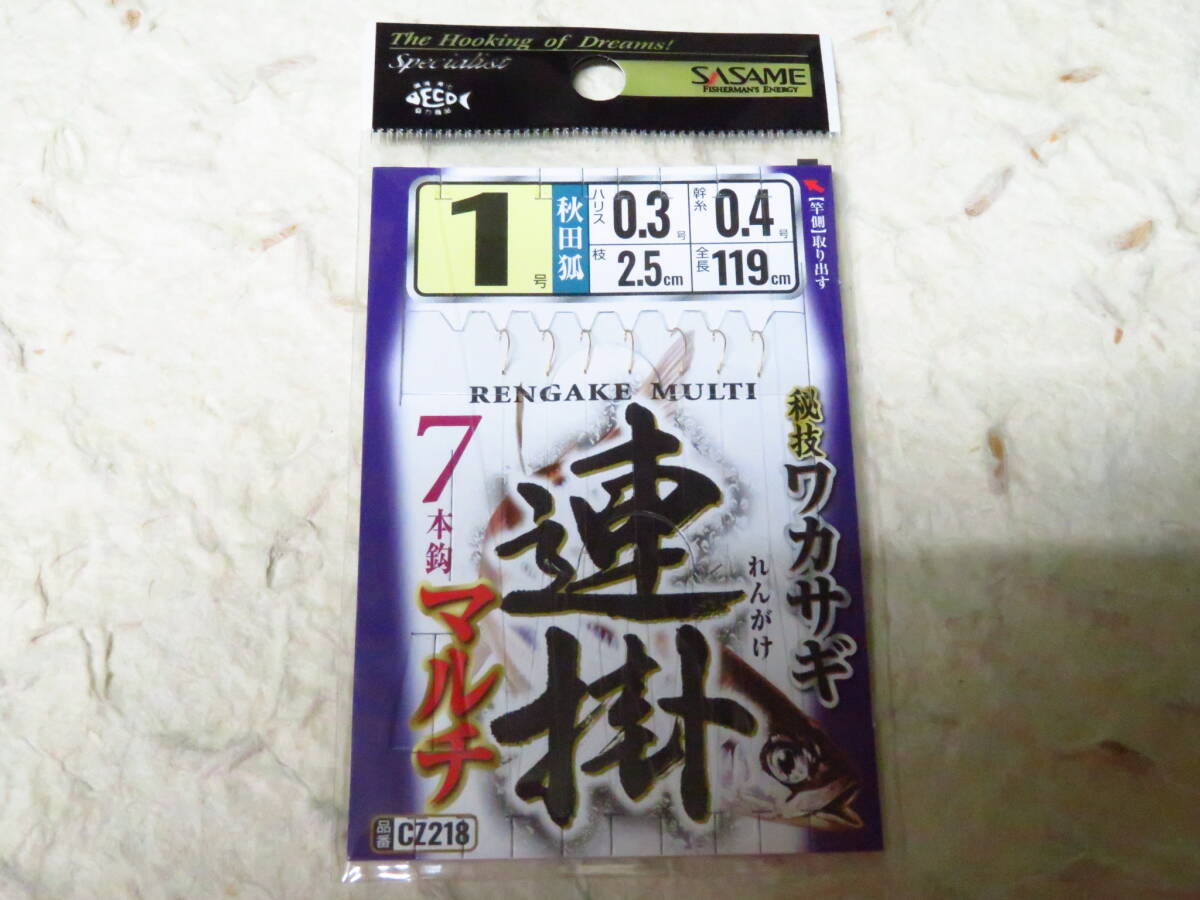 The Hooking of Dreams!
Specialist
ECO
SASAME
FISHERMAN'S ENERGY
1号
秋田狐
ハリス 0.3号
幹糸 0.4号
枝 2.5cm
全長 119cm
【竿側】取り出す
RENGAKE MULTI
秘技
ワカサギ
連掛
れんがけ
7本鈎
マルチ
品番 CZ218